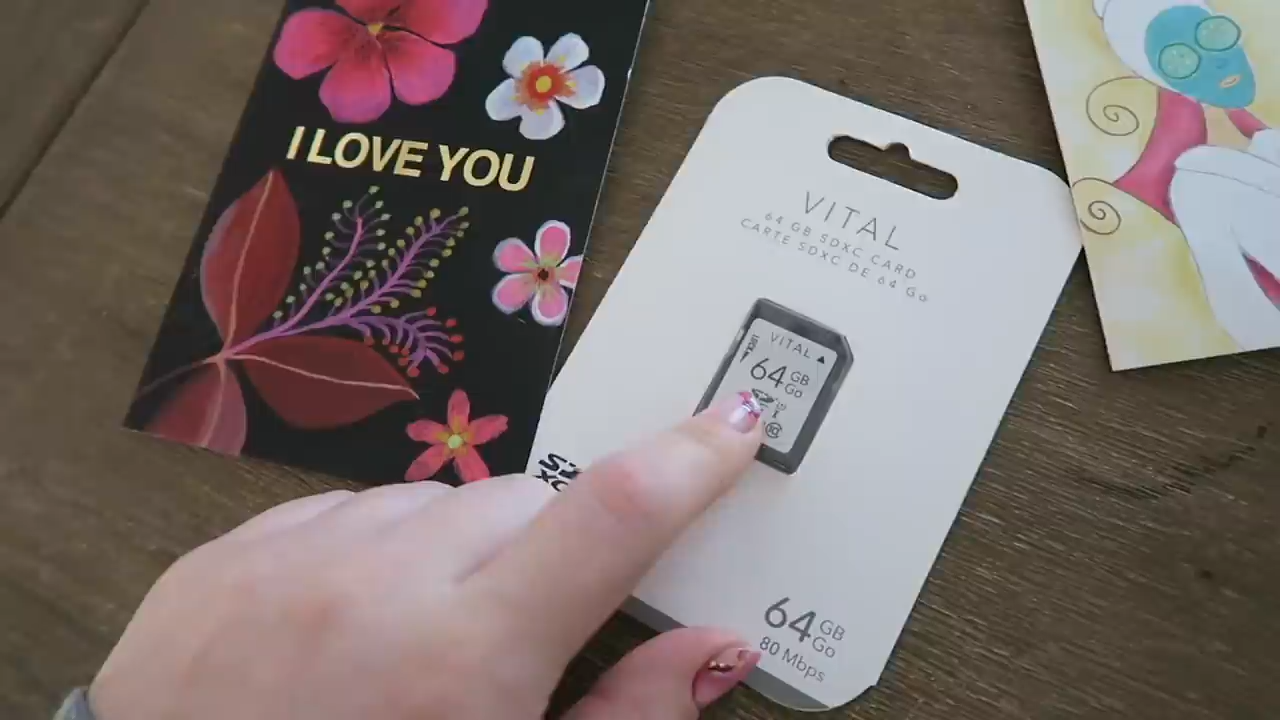 I LOVE YOU
VITAL
64 GB SDXC CARD
CARTE SDXC DE 64 Go
VITAL
64 GB
Go
64 GB
Go
80 Mbps